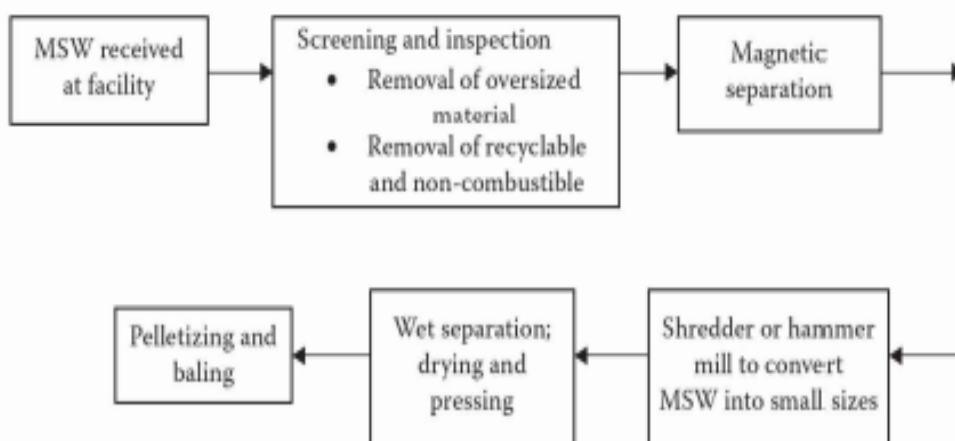 MSW received
at facility
Screening and inspection
• Removal of oversized
material
• Removal of recyclable
and non-combustible
Magnetic
separation
Shredder or hammer
mill to convert
MSW into small sizes
Wet separation;
drying and
pressing
Pelletizing and
baling